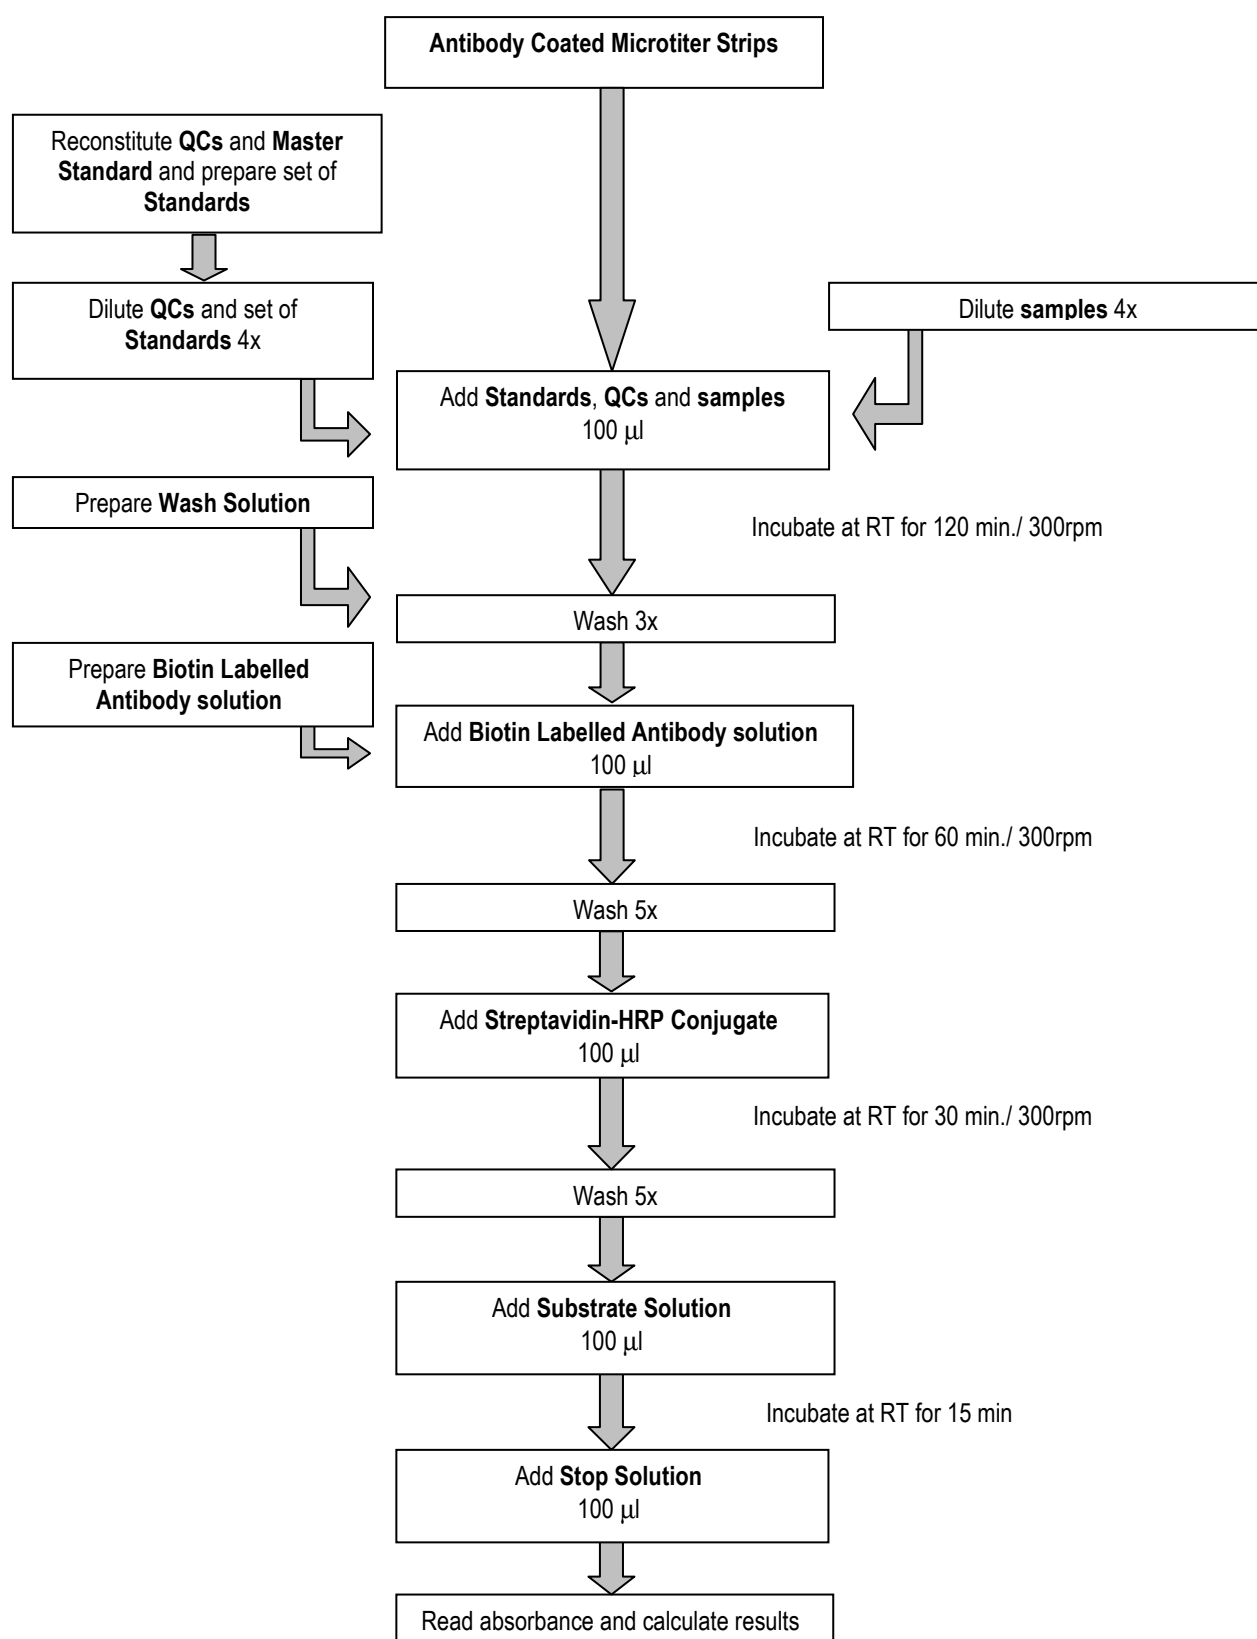 Antibody Coated Microtiter Strips
Reconstitute QCs and Master
Standard and prepare set of
Standards
Dilute QCs and set of
Standards 4x
Dilute samples 4x
Add Standards, QCs and samples
100 μl
Prepare Wash Solution
Incubate at RT for 120 min./ 300rpm
Wash 3x
Prepare Biotin Labelled
Antibody solution
Add Biotin Labelled Antibody solution
100 μl
Incubate at RT for 60 min./ 300rpm
Wash 5x
Add Streptavidin-HRP Conjugate
100 μl
Incubate at RT for 30 min./ 300rpm
Wash 5x
Add Substrate Solution
100 μl
Incubate at RT for 15 min
Add Stop Solution
100 μl
Read absorbance and calculate results